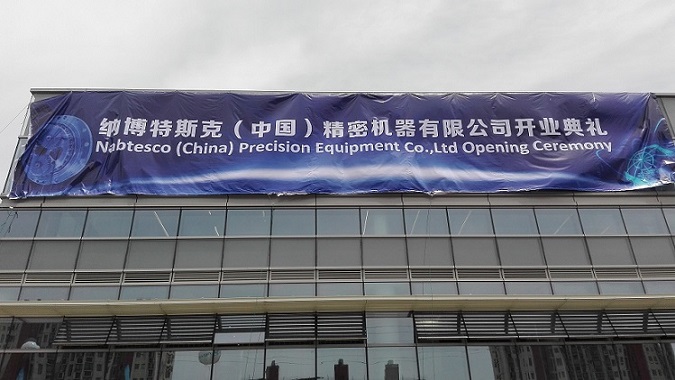 纳博特斯克（中国）精密机器有限公司开业典礼
Nabtesco (China) Precision Equipment Co.,Ltd Opening Ceremony